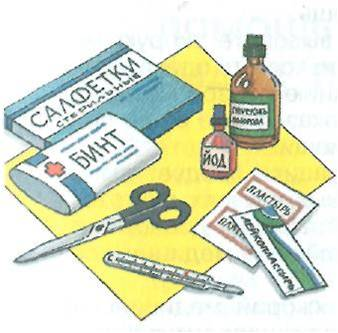 САЛФЕТКИ
СТЕРИЛЬНЫЕ
ПЕРЕКИСЬ
ВОДОРОДА
БИНТ
ЙОД
ПЛАСТЫРЬ
ЛЕЙКОПЛАСТЫРЬ